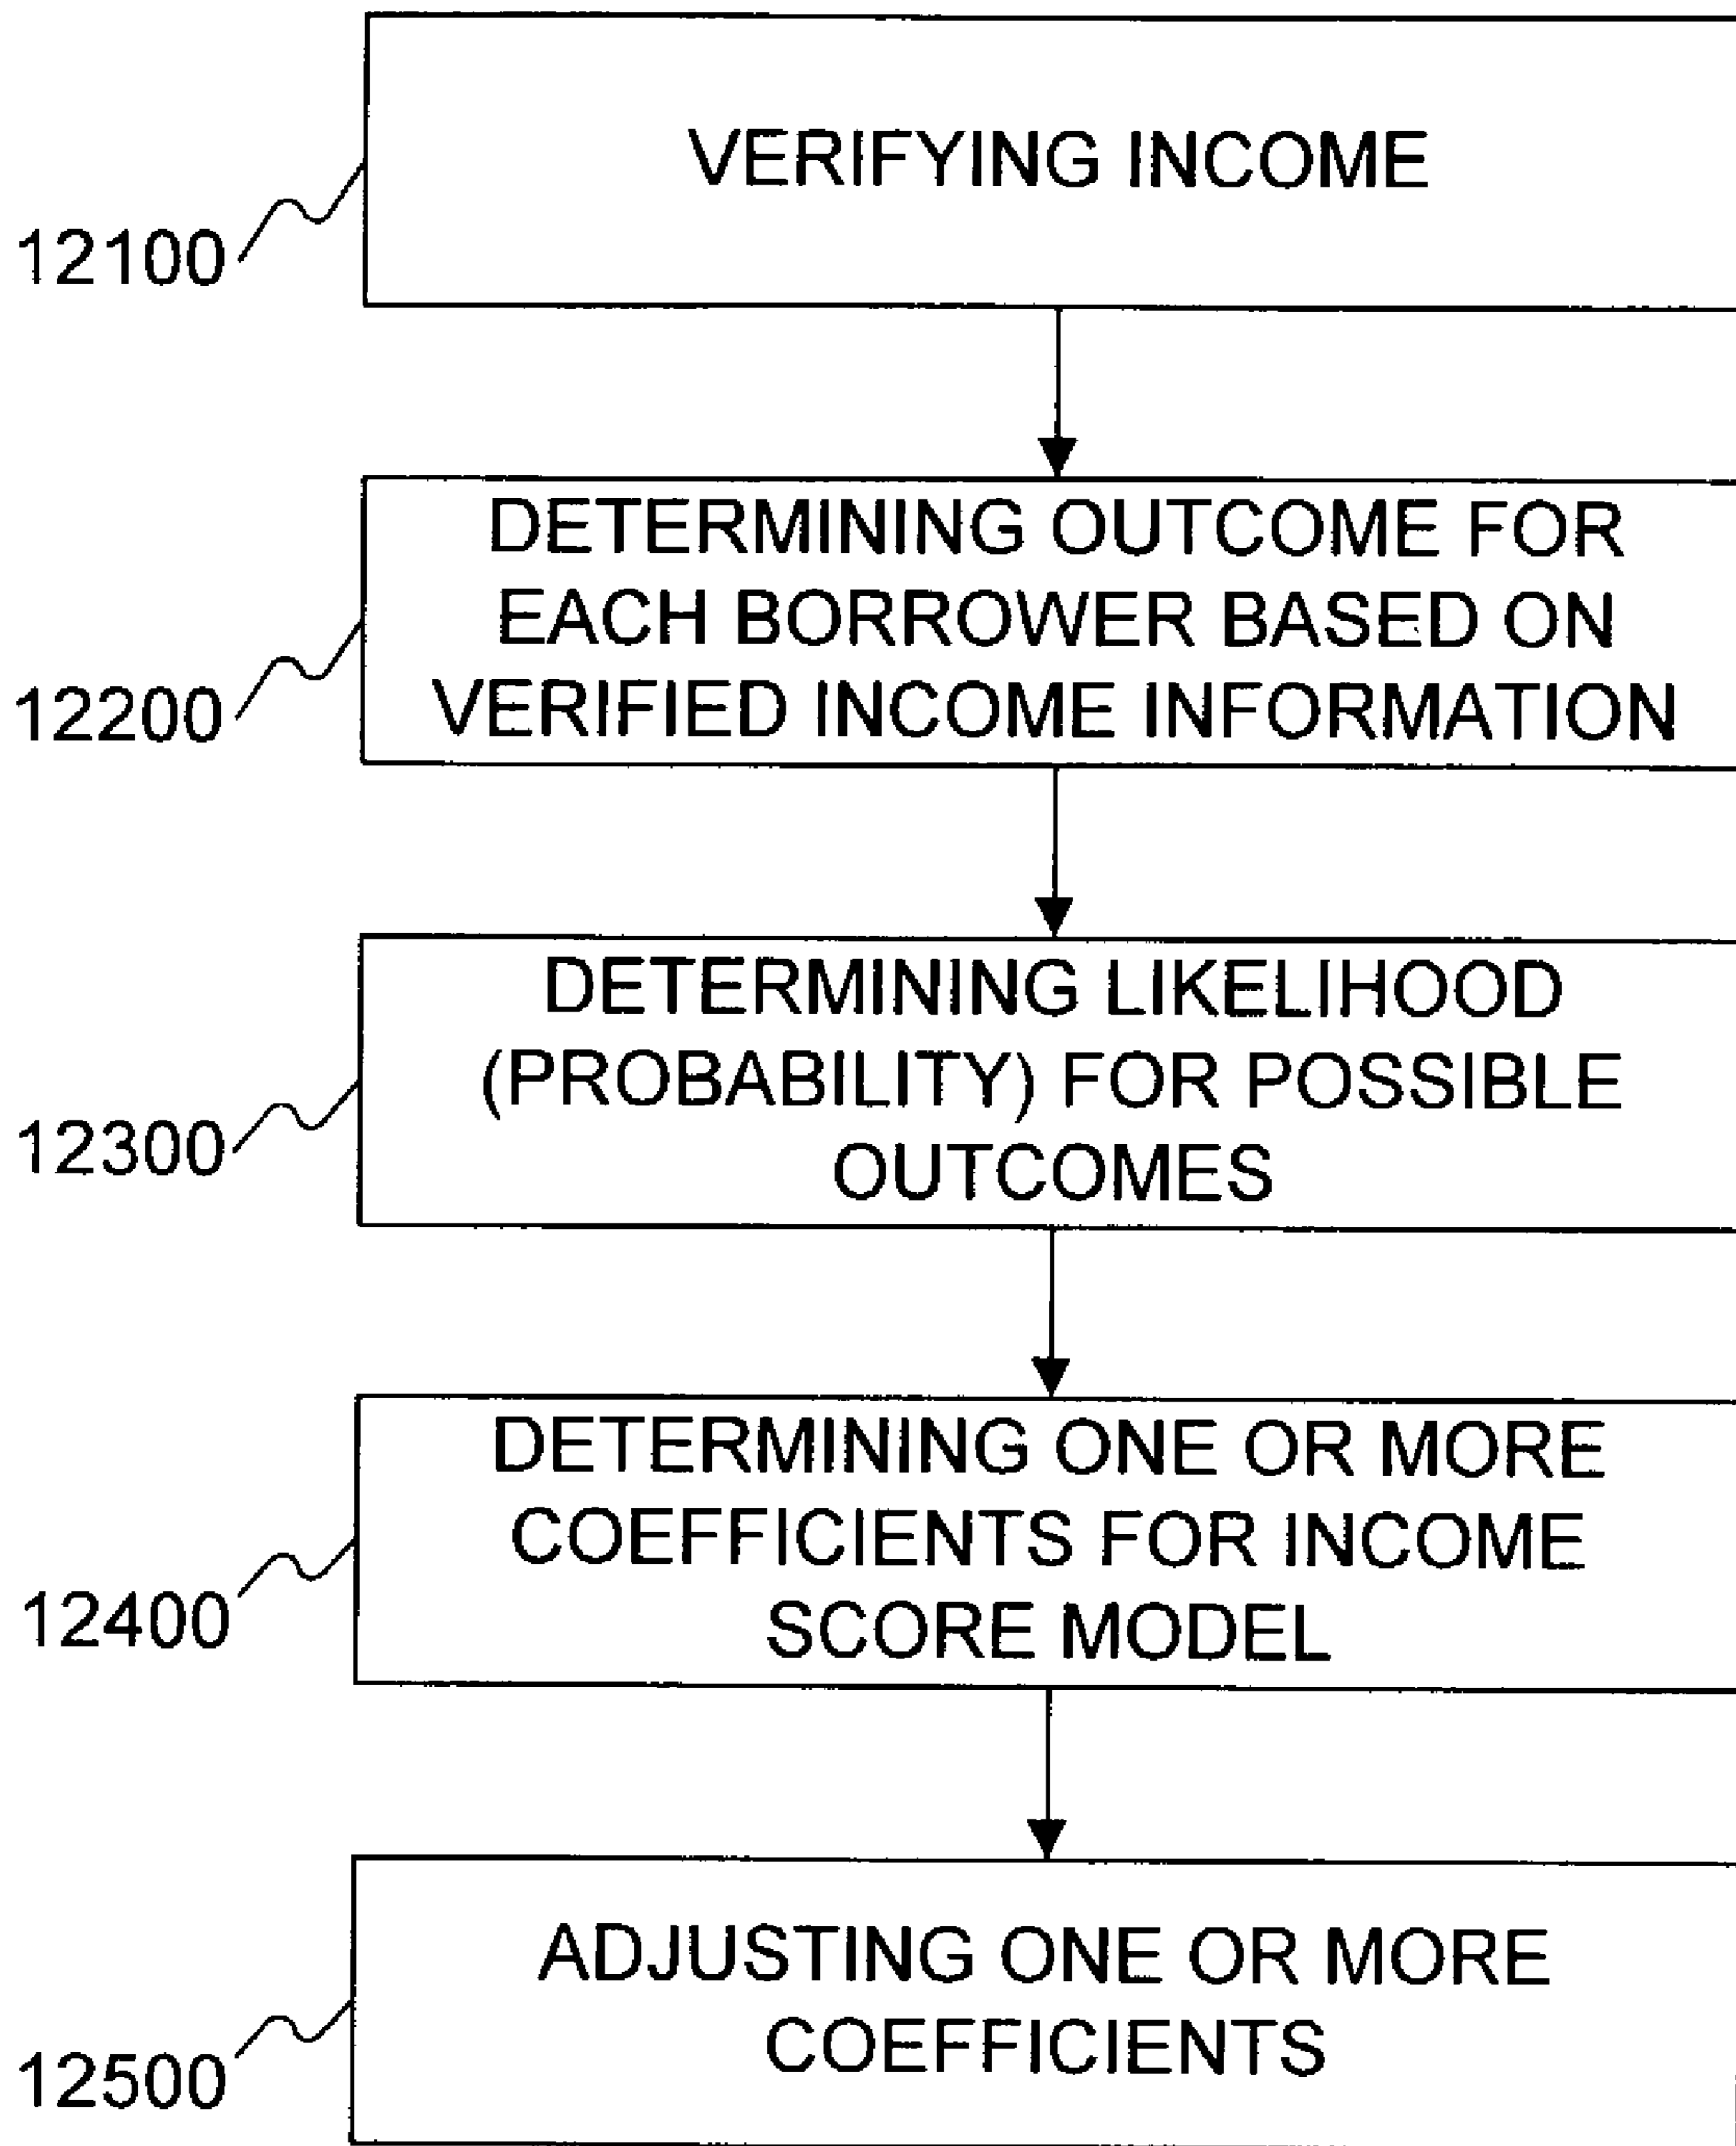 VERIFYING INCOME
12100
DETERMINING OUTCOME FOR
EACH BORROWER BASED ON
VERIFIED INCOME INFORMATION
12200
DETERMINING LIKELIHOOD
(PROBABILITY) FOR POSSIBLE
OUTCOMES
12300
DETERMINING ONE OR MORE
COEFFICIENTS FOR INCOME
SCORE MODEL
12400
ADJUSTING ONE OR MORE
COEFFICIENTS
12500